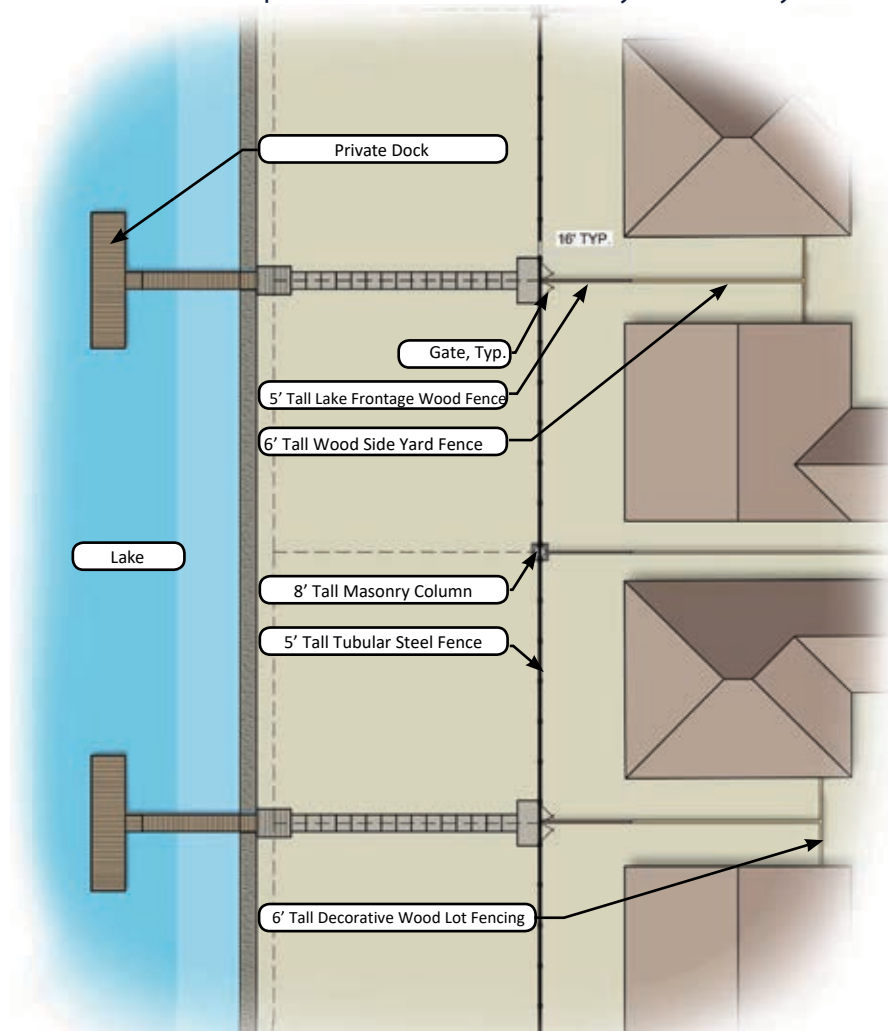 Private Dock
16' TYP.
Gate, Typ.
5’ Tall Lake Frontage Wood Fence
6’ Tall Wood Side Yard Fence
Lake
8’ Tall Masonry Column
5’ Tall Tubular Steel Fence
6’ Tall Decorative Wood Lot Fencing